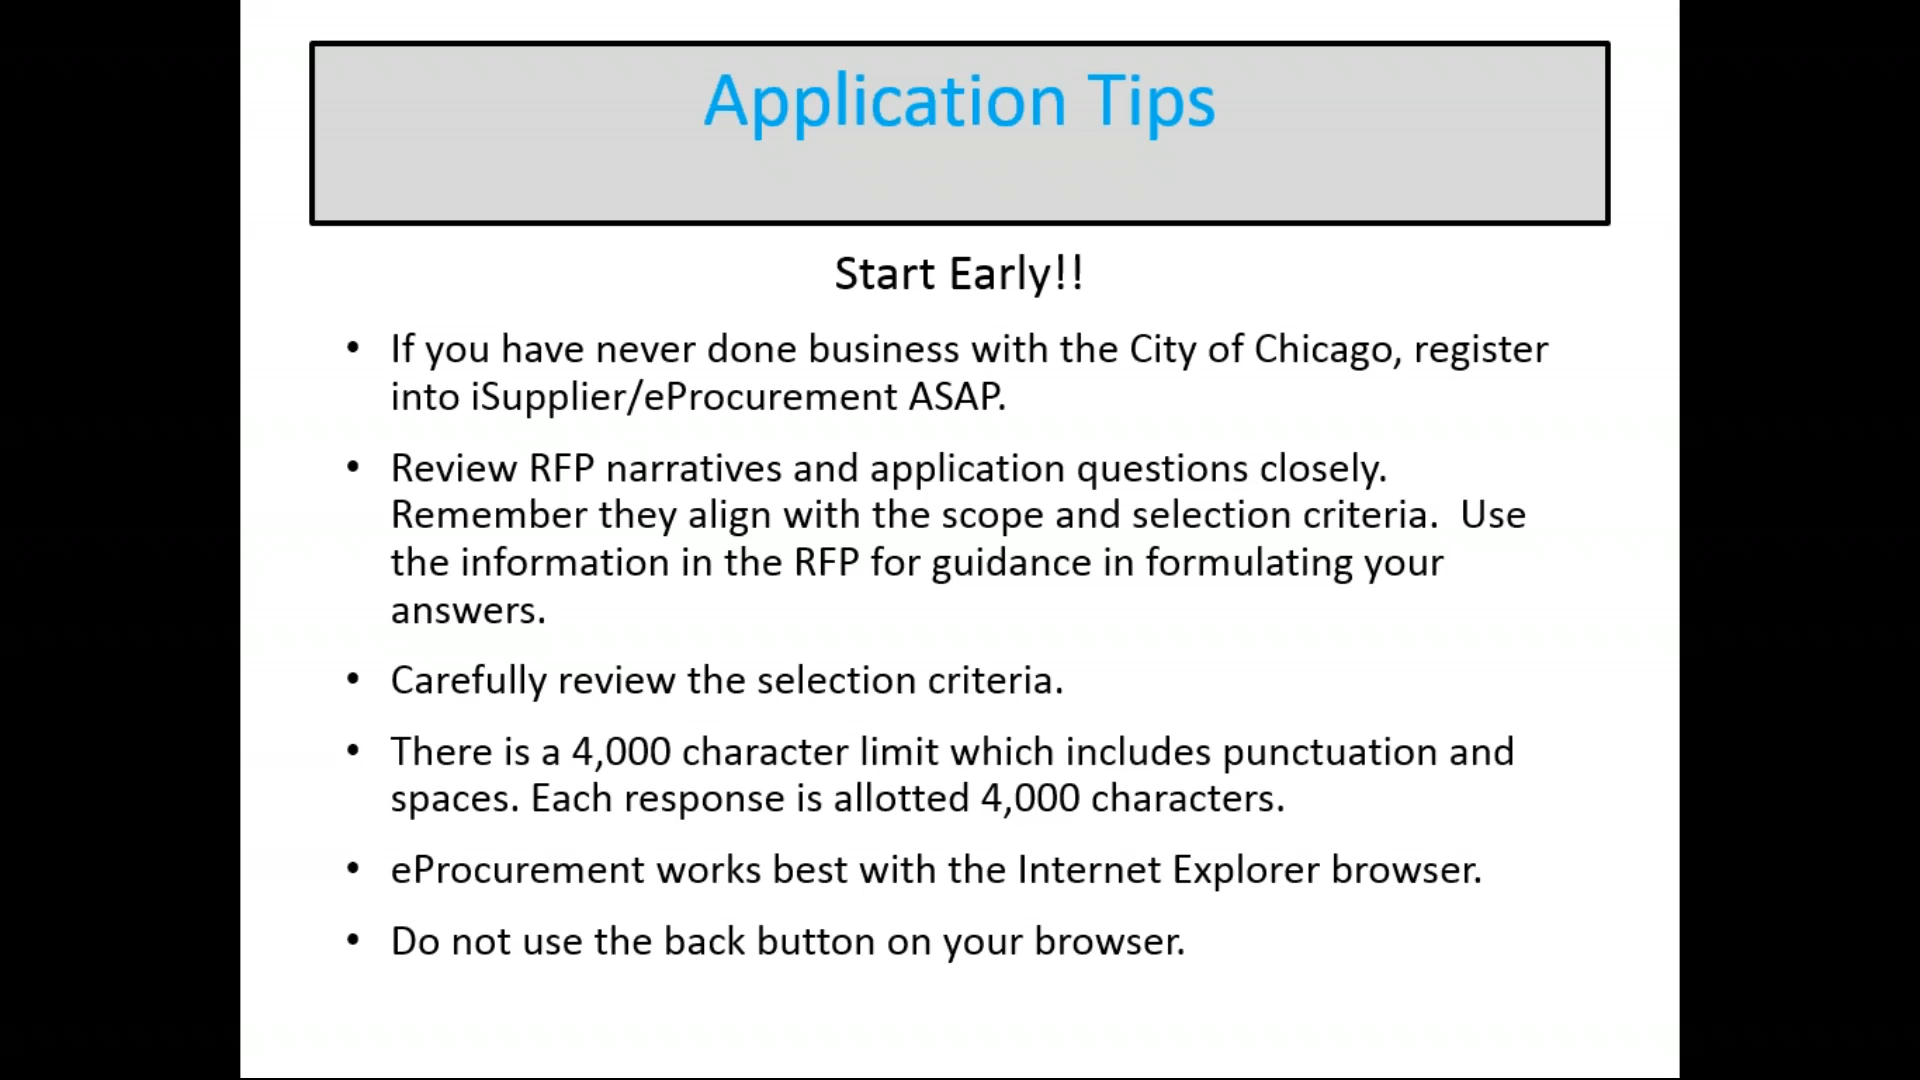 Application Tips
Start Early!!
• If you have never done business with the City of Chicago, register
into iSupplier/eProcurement ASAP.
• Review RFP narratives and application questions closely.
Remember they align with the scope and selection criteria.  Use
the information in the RFP for guidance in formulating your
answers.
• Carefully review the selection criteria.
• There is a 4,000 character limit which includes punctuation and
spaces. Each response is allotted 4,000 characters.
• eProcurement works best with the Internet Explorer browser.
• Do not use the back button on your browser.